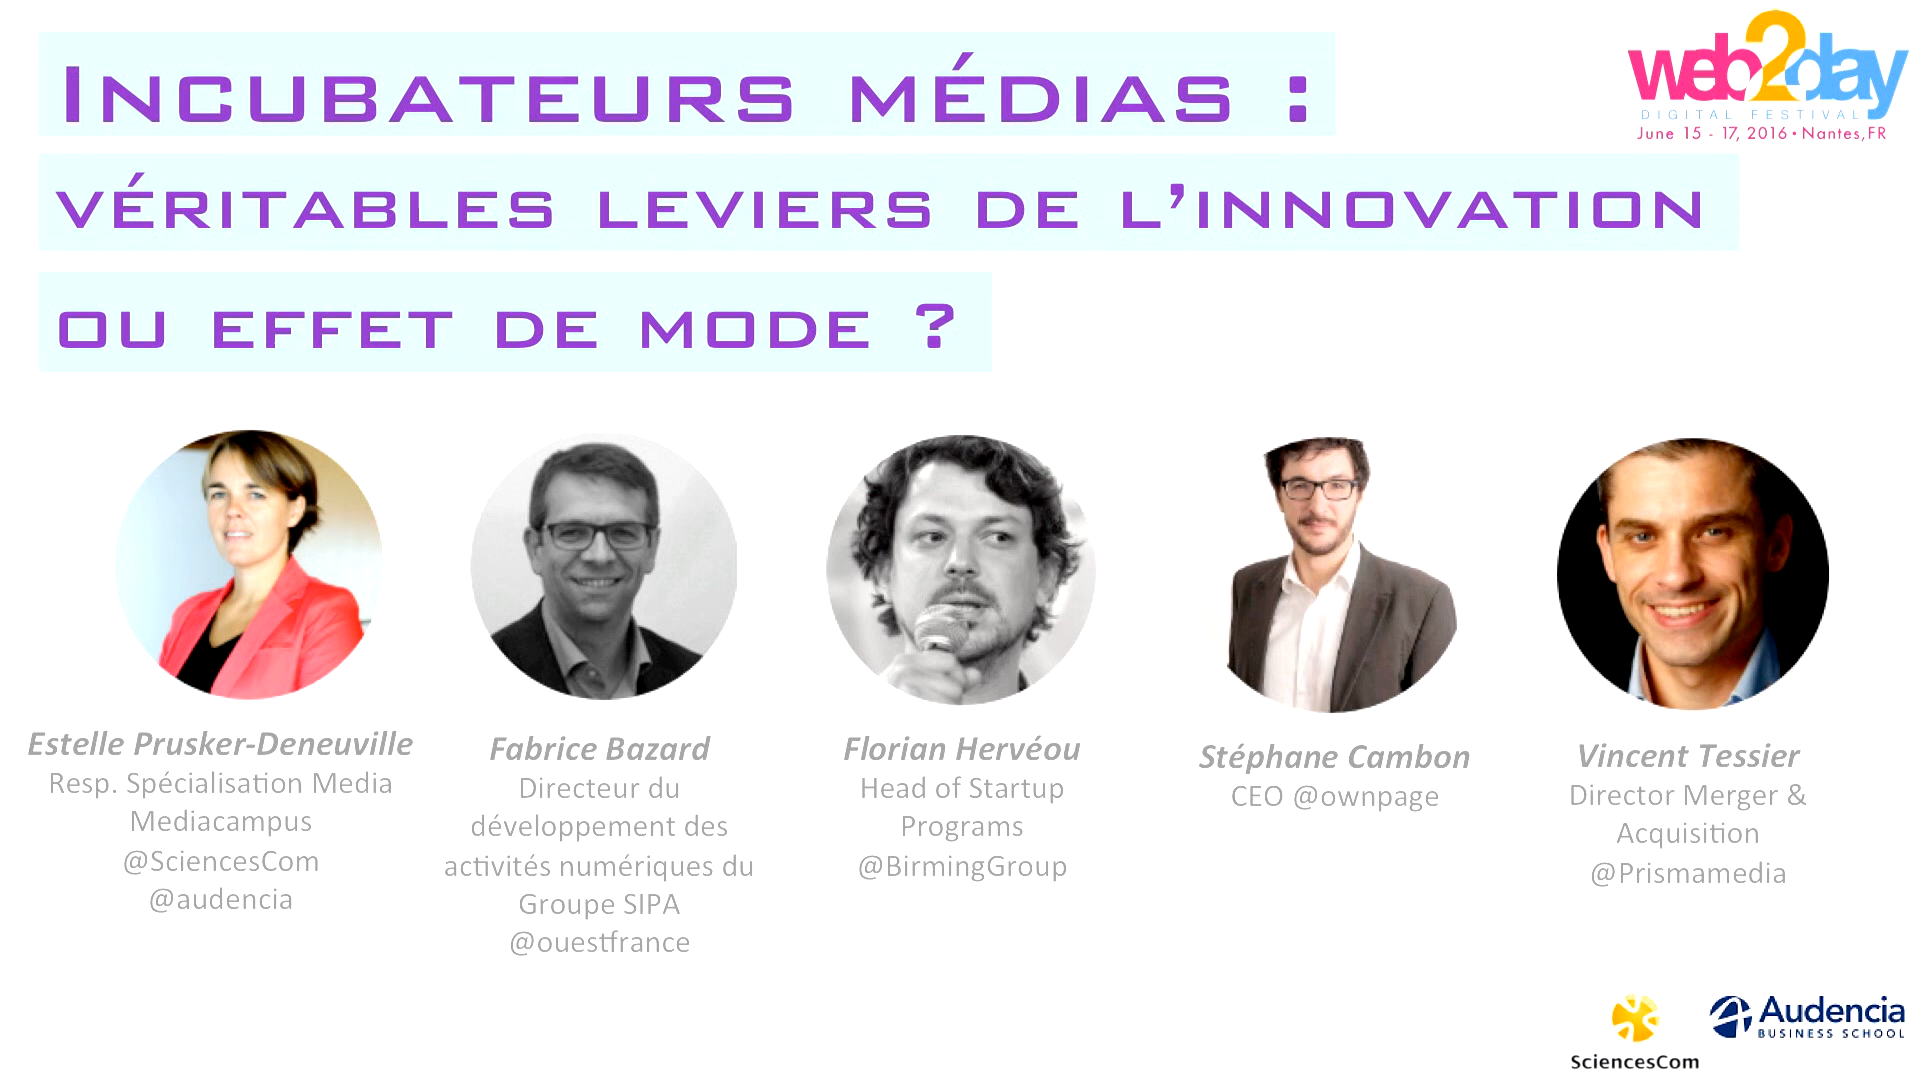 INCUBATEURS MÉDIAS :
VÉRITABLES LEVIERS DE L'INNOVATION
OU EFFET DE MODE ?
web2day
DIGITAL FESTIVAL
June 15 - 17, 2016 • Nantes, FR
Estelle Prusker-Deneuville
Resp. Spécialisation Media
Mediacampus
@SciencesCom
@audencia
Fabrice Bazard
Directeur du
développement des
activités numériques du
Groupe SIPA
@ouestfrance
Florian Hervéou
Head of Startup
Programs
@BirmingGroup
Stéphane Cambon
CEO @ownpage
Vincent Tessier
Director Merger &
Acquisition
@Prismamedia
SciencesCom
Audencia
BUSINESS SCHOOL